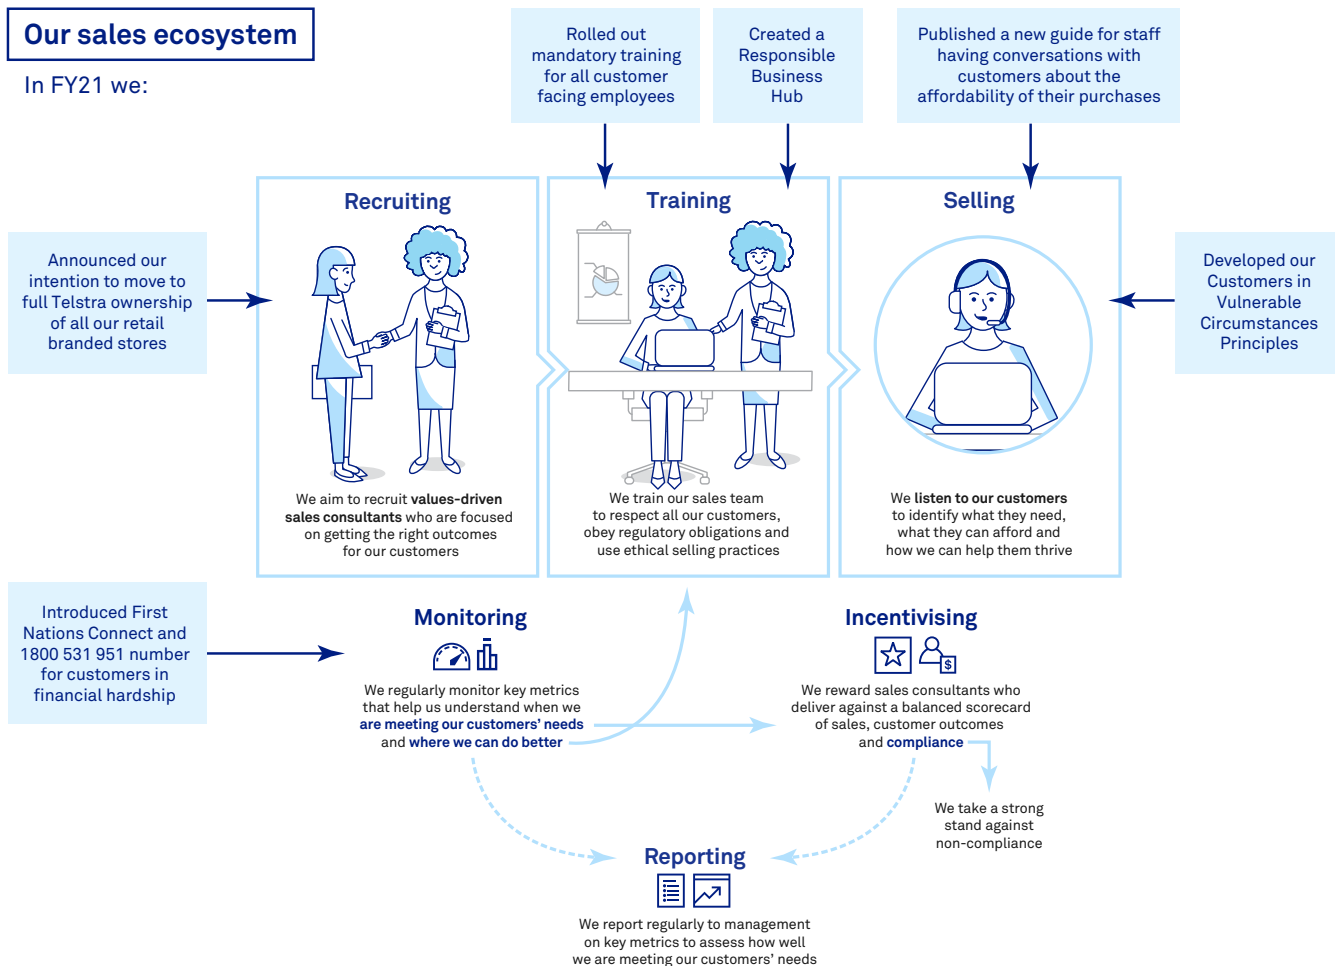 Our sales ecosystem
In FY21 we:
Rolled out
mandatory training
for all customer
facing employees
Created a
Responsible
Business
Hub
Published a new guide for staff
having conversations with
customers about the
affordability of their purchases
Announced our
intention to move to
full Telstra ownership
of all our retail
branded stores
Recruiting
We aim to recruit values-driven
sales consultants who are focused
on getting the right outcomes
for our customers
Training
We train our sales team
to respect all our customers,
obey regulatory obligations and
use ethical selling practices
Selling
We listen to our customers
to identify what they need,
what they can afford and
how we can help them thrive
Developed our
Customers in
Vulnerable
Circumstances
Principles
Introduced First
Nations Connect and
1800 531 951 number
for customers in
financial hardship
Monitoring
We regularly monitor key metrics
that help us understand when we
are meeting our customers' needs
and where we can do better
Incentivising
$
We reward sales consultants who
deliver against a balanced scorecard
of sales, customer outcomes
and compliance
We take a strong
stand against
non-compliance
Reporting
We report regularly to management
on key metrics to assess how well
we are meeting our customers' needs